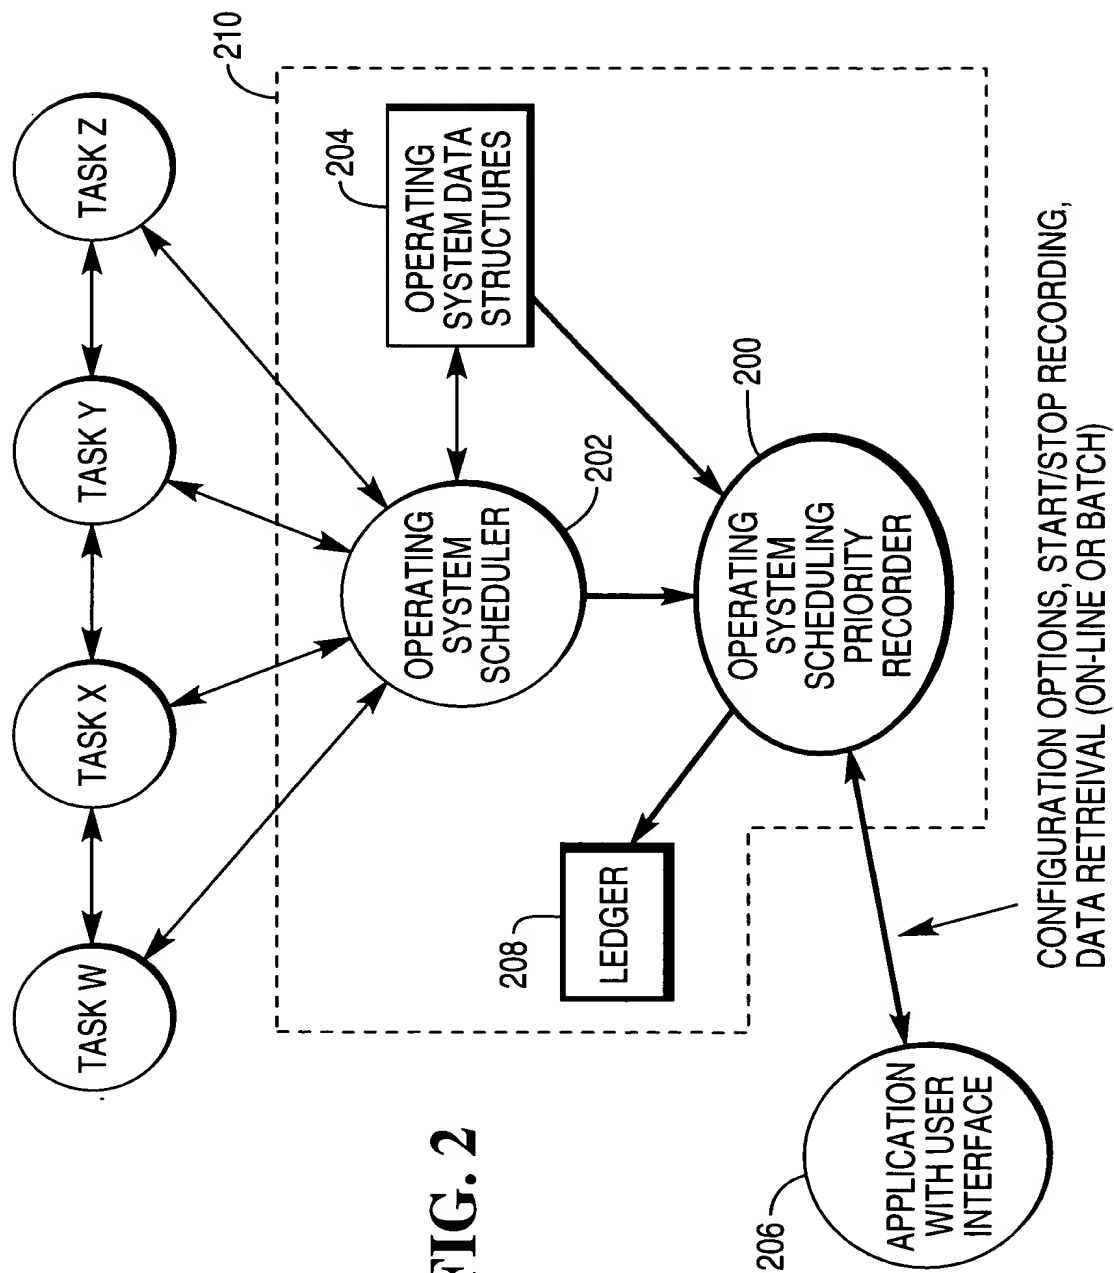 TASK W
TASK X
TASK Y
TASK Z
210
204
OPERATING
SYSTEM DATA
STRUCTURES
OPERATING
SYSTEM
SCHEDULER
202
FIG. 2
208
LEDGER
200
OPERATING
SYSTEM
SCHEDULING
PRIORITY
RECORDER
206
APPLICATION
WITH USER
INTERFACE
CONFIGURATION OPTIONS, START/STOP RECORDING,
DATA RETREIVAL (ON-LINE OR BATCH)